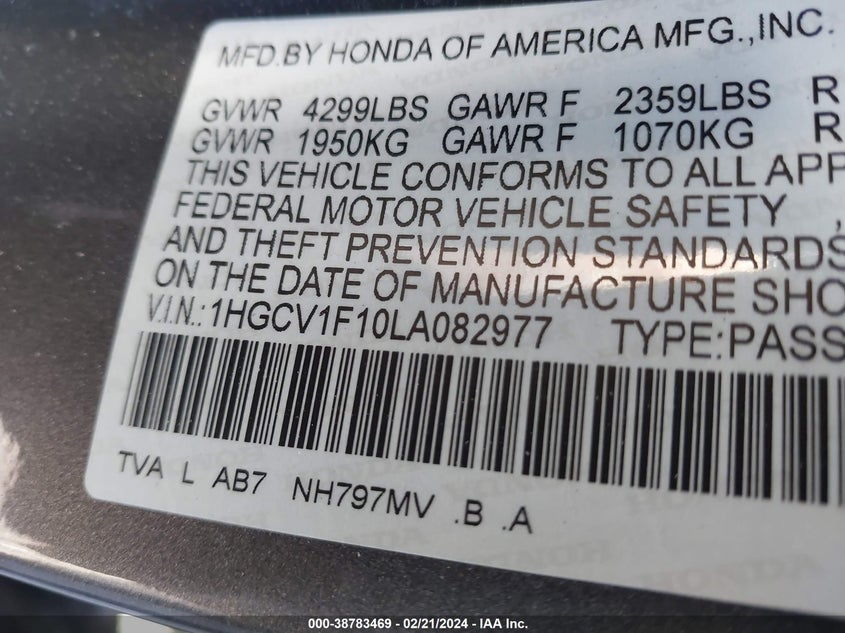 MFD.BY HONDA OF AMERICA MFG.,INC.
GVWR 4299LBS GAWR F 2359LBS R
GVWR 1950KG GAWR F 1070KG R
THIS VEHICLE CONFORMS TO ALL APP
FEDERAL MOTOR VEHICLE SAFETY ,
AND THEFT PREVENTION STANDARDS
ON THE DATE OF MANUFACTURE SHO
V.I.N.:1HGCV1F10LA082977 TYPE:PASS
TVA L AB7 NH797MV .B .A
000-38783469 / 02/21/2024 - IAA Inc.